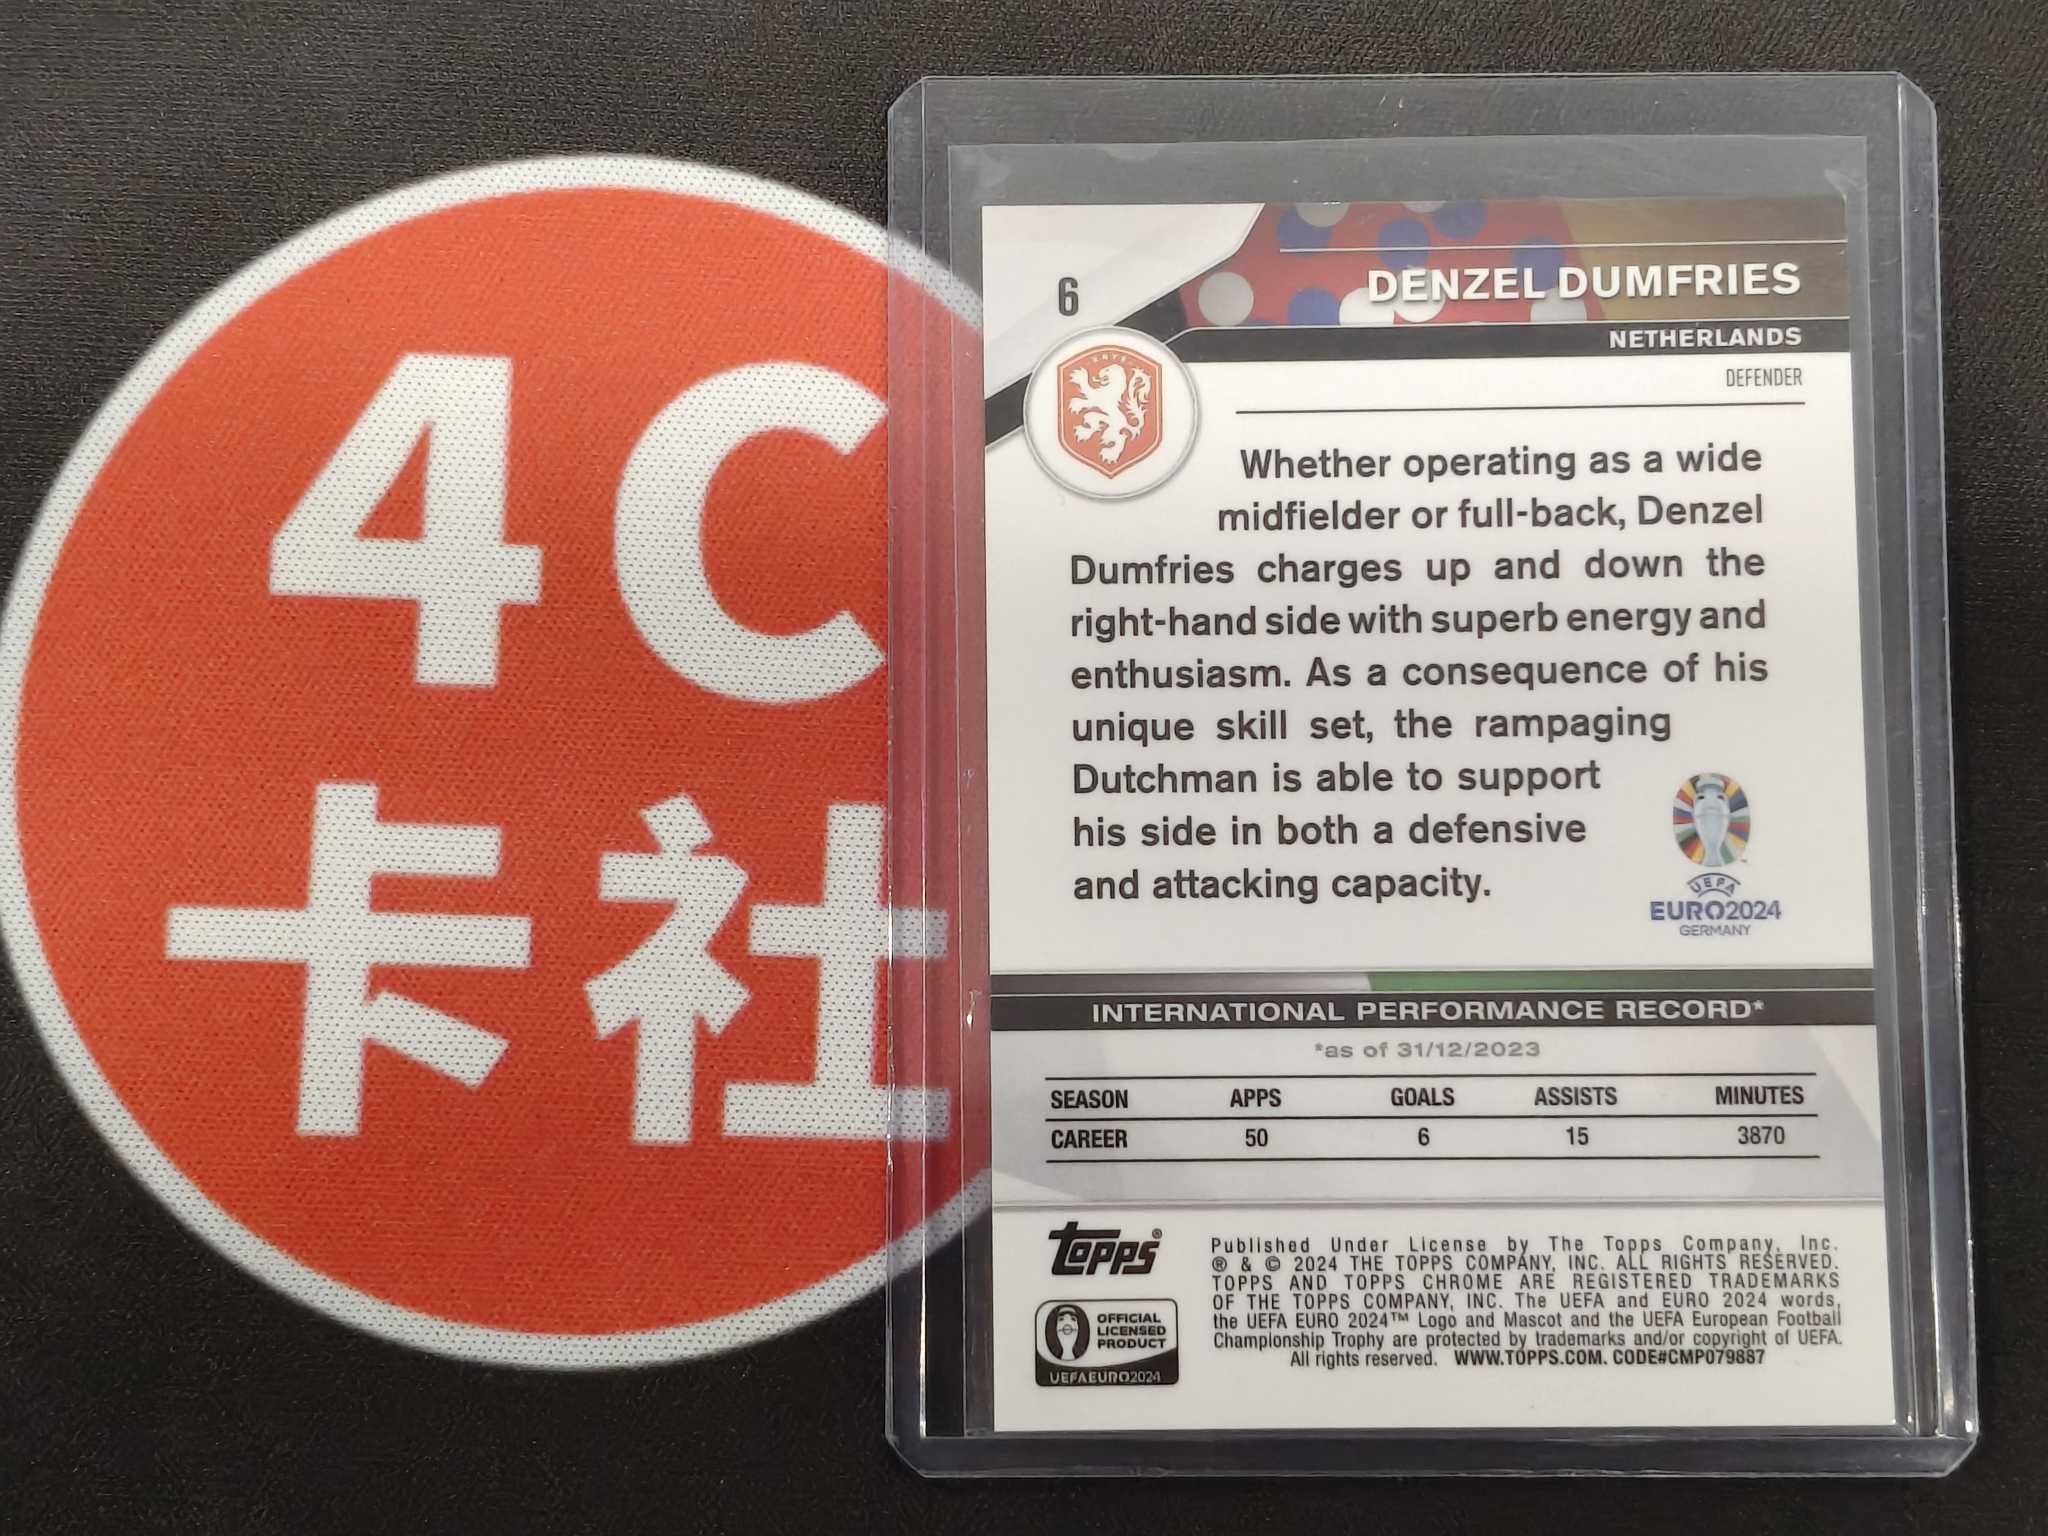 4C
卡社
6
DENZEL DUMFRIES
NETHERLANDS
DEFENDER
Whether operating as a wide
midfielder or full-back, Denzel
Dumfries charges up and down the
right-hand side with superb energy and
enthusiasm. As a consequence of his
unique skill set, the rampaging
Dutchman is able to support
his side in both a defensive
and attacking capacity.
UEFA
EURO2024
GERMANY
INTERNATIONAL PERFORMANCE RECORD*
*as of 31/12/2023
SEASON APPS GOALS ASSISTS MINUTES
CAREER 50 6 15 3870
topps®
OFFICIAL
LICENSED
PRODUCT
UEFAEURO2024
Published Under License by The Topps Company, Inc.
® & © 2024 THE TOPPS COMPANY, INC. ALL RIGHTS RESERVED.
TOPPS AND TOPPS CHROME ARE REGISTERED TRADEMARKS
OF THE TOPPS COMPANY, INC. The UEFA and EURO 2024 words,
the UEFA EURO 2024™ Logo and Mascot and the UEFA European Football
Championship Trophy are protected by trademarks and/or copyright of UEFA.
All rights reserved. WWW.TOPPS.COM. CODE#CMP079887